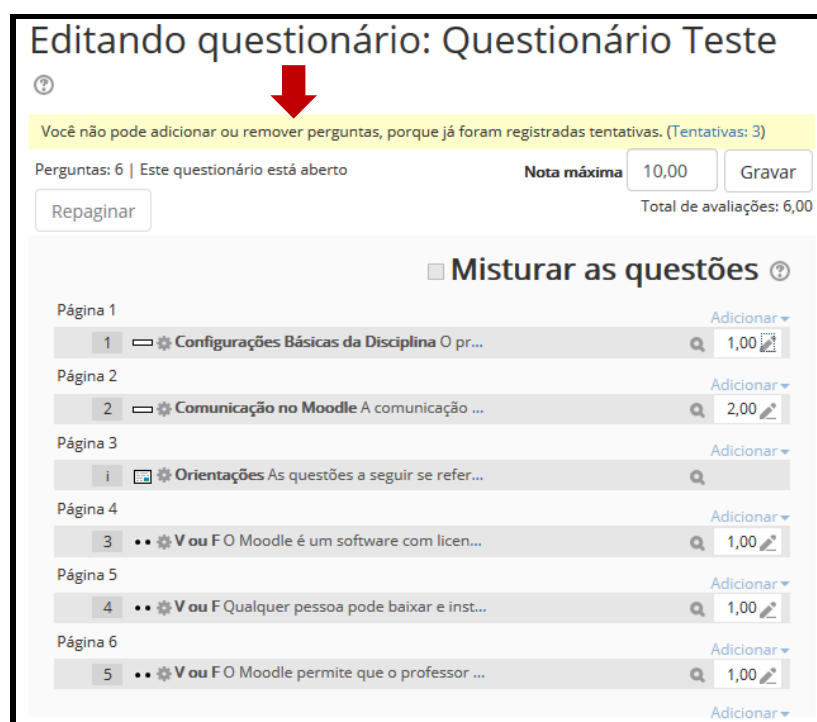 Editando questionário: Questionário Teste
Você não pode adicionar ou remover perguntas, porque já foram registradas tentativas. (Tentativas: 3)
Perguntas: 6 | Este questionário está aberto Nota máxima 10,00 Gravar
Repaginar Total de avaliações: 6,00
Misturar as questões
Página 1
Adicionar
1 Configurações Básicas da Disciplina O pr... 1,00
Página 2
Adicionar
2 Comunicação no Moodle A comunicação ... 2,00
Página 3
Adicionar
i Orientações As questões a seguir se refer...
Página 4
Adicionar
3 V ou F O Moodle é um software com licen... 1,00
Página 5
Adicionar
4 V ou F Qualquer pessoa pode baixar e inst... 1,00
Página 6
Adicionar
5 V ou F O Moodle permite que o professor ... 1,00
Adicionar